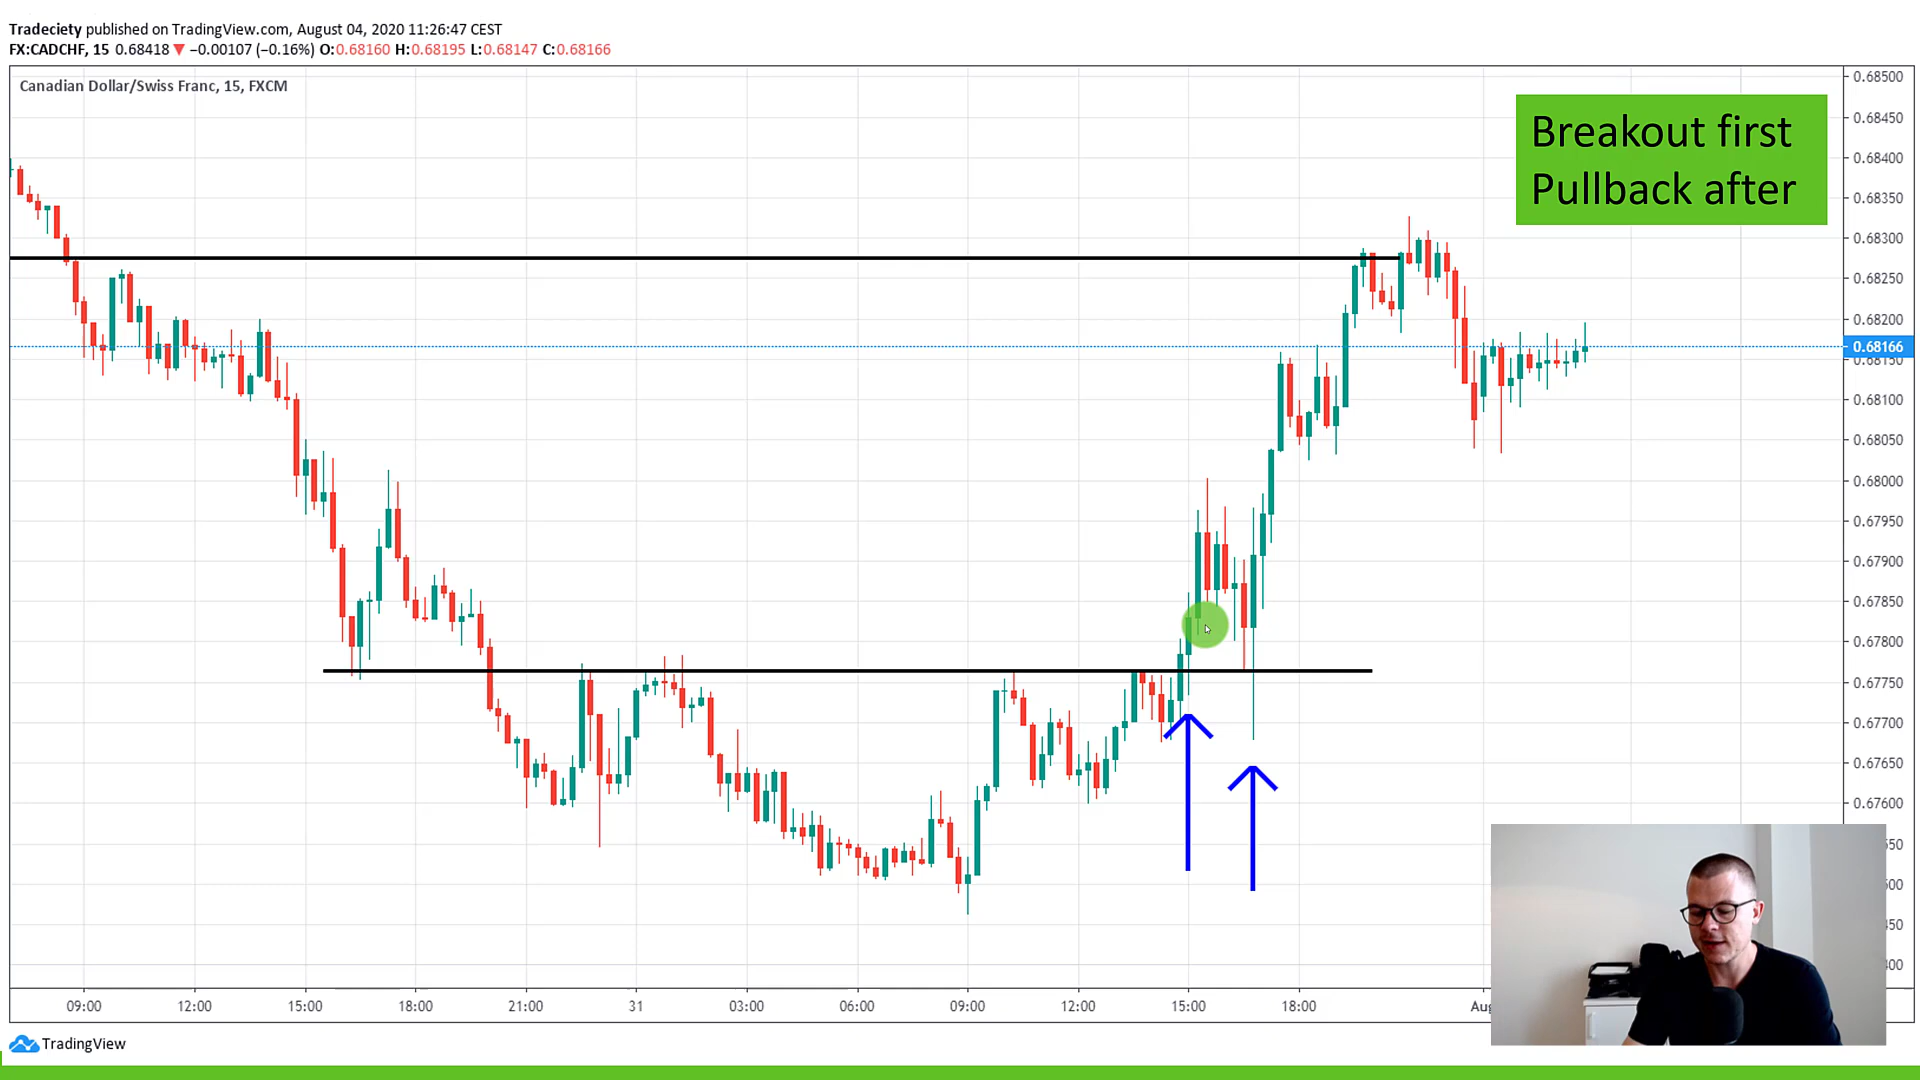 Tradeciety published on TradingView.com, August 04, 2020 11:26:47 CEST
FX:CADCHF, 15 0.68418 ▼ −0.00107 (−0.16%) O:0.68160 H:0.68195 L:0.68147 C:0.68166
Canadian Dollar/Swiss Franc, 15, FXCM
Breakout first
Pullback after
0.68500
0.68450
0.68400
0.68350
0.68300
0.68250
0.68200
0.68166
0.68150
0.68100
0.68050
0.68000
0.67950
0.67900
0.67850
0.67800
0.67750
0.67700
0.67650
0.67600
09:00 12:00 15:00 18:00 21:00 31 03:00 06:00 09:00 12:00 15:00 18:00 Aug
TradingView